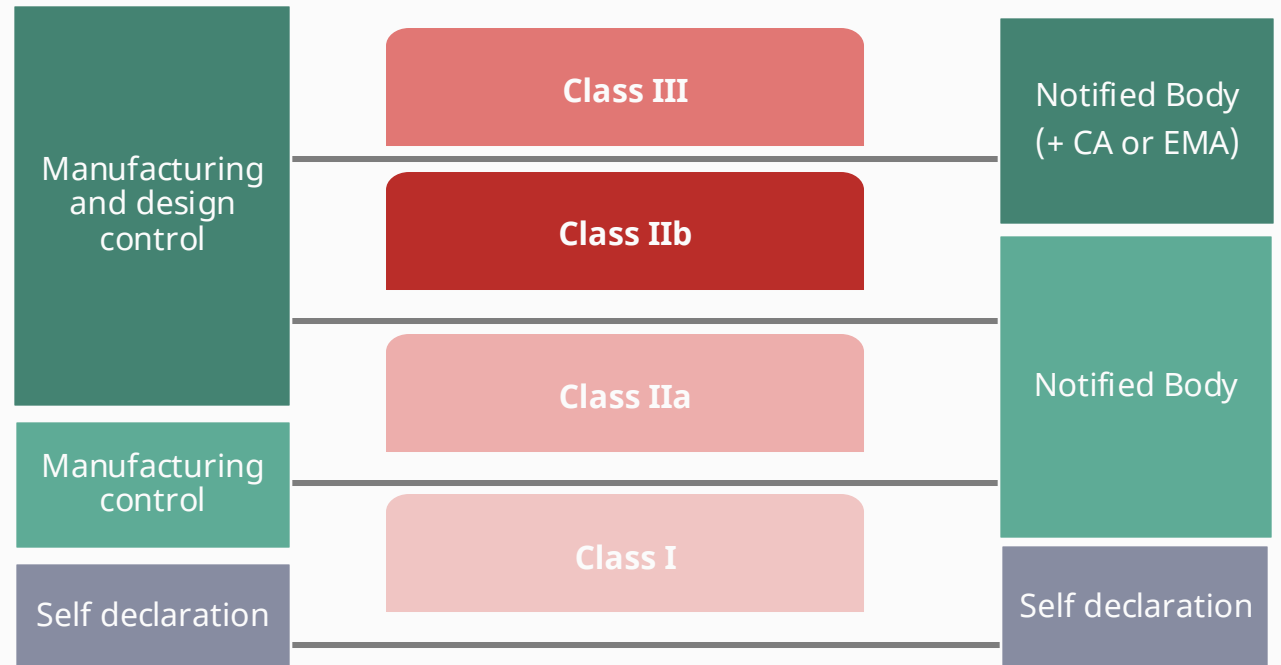 Manufacturing
and design
control
Manufacturing
control
Self declaration
Class III
Class IIb
Class IIa
Class I
Notified Body
(+ CA or EMA)
Notified Body
Self declaration